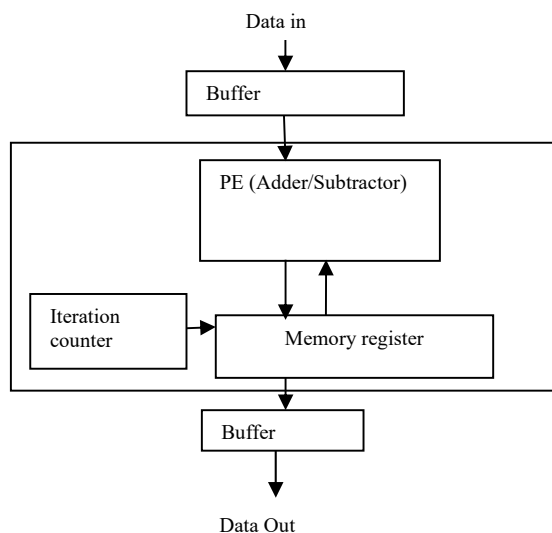 Data in
Buffer
PE (Adder/Subtractor)
Iteration
counter
Memory register
Buffer
Data Out